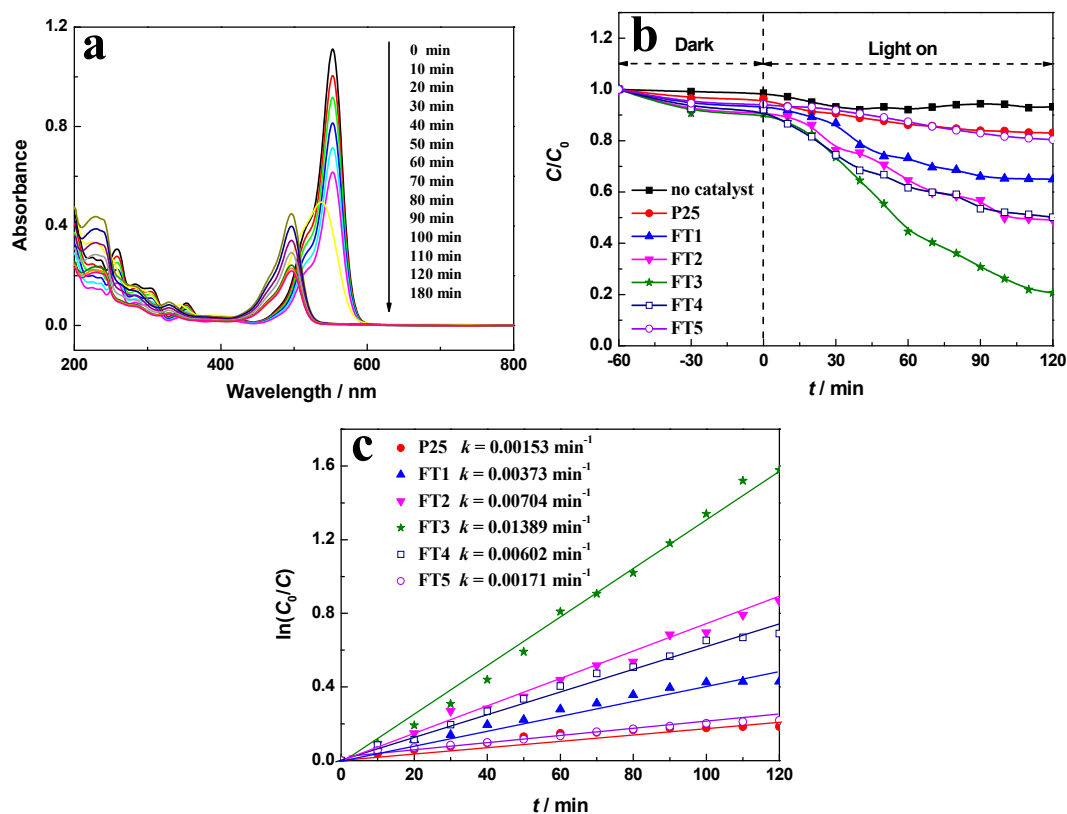 a
1.2
0.8
0.4
0.0
Absorbance
0 min
10 min
20 min
30 min
40 min
50 min
60 min
70 min
80 min
90 min
100 min
110 min
120 min
180 min
200 300 400 500 600 700 800
Wavelength / nm
b
Dark
Light on
1.2
1.0
0.8
0.6
0.4
0.2
0.0
C/C0
no catalyst
P25
FT1
FT2
FT3
FT4
FT5
-60 -30 0 30 60 90 120
t / min
c
P25 k = 0.00153 min-1
FT1 k = 0.00373 min-1
FT2 k = 0.00704 min-1
FT3 k = 0.01389 min-1
FT4 k = 0.00602 min-1
FT5 k = 0.00171 min-1
1.6
1.2
0.8
0.4
0.0
ln(C0/C)
0 20 40 60 80 100 120
t / min